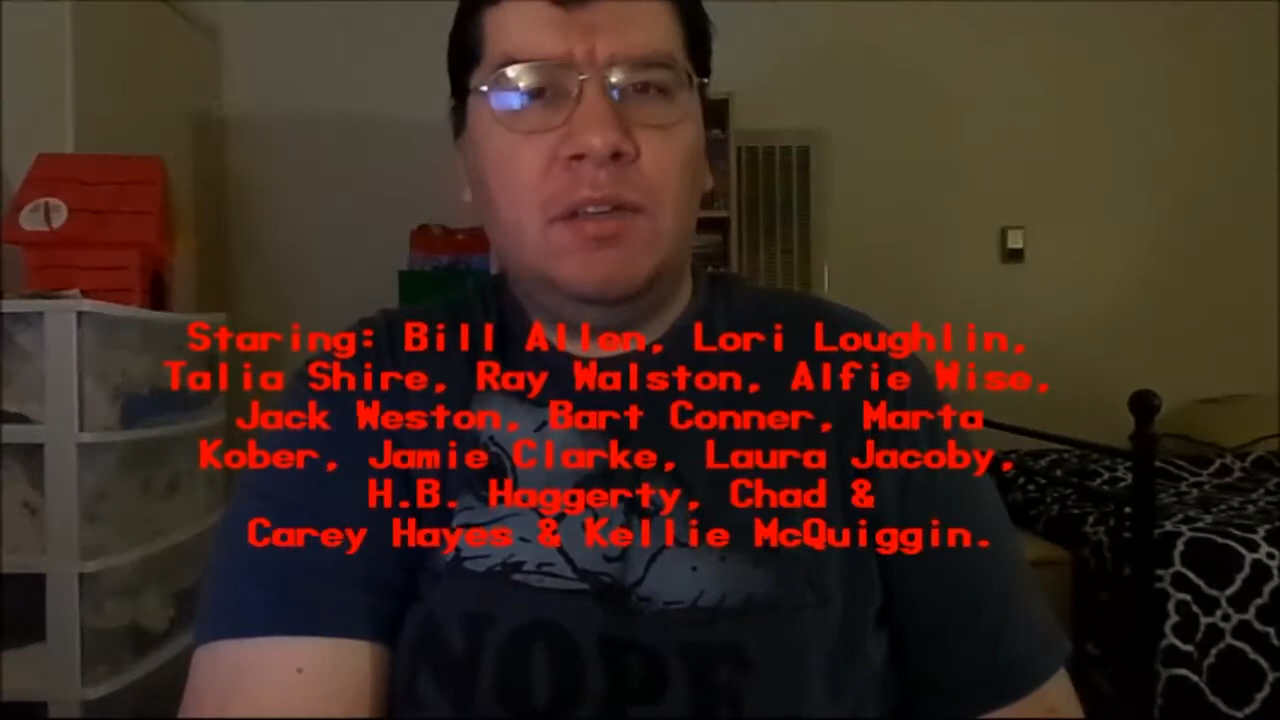 Staring: Bill Allen, Lori Loughlin,
Talia Shire, Ray Walston, Alfie Wise,
Jack Weston, Bart Conner, Marta
Kober, Jamie Clarke, Laura Jacoby,
H.B. Haggerty, Chad &
Carey Hayes & Kellie McQuiggin.
NOPE